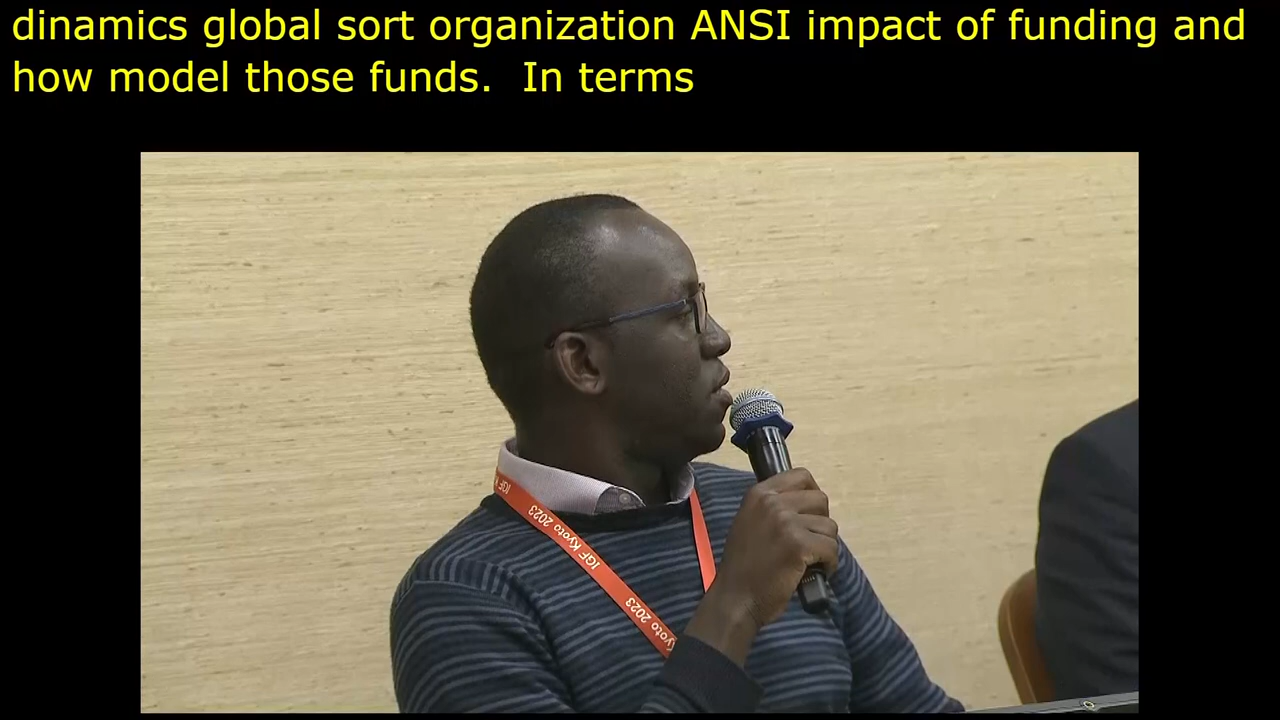 dinamics global sort organization ANSI impact of funding and
how model those funds.  In terms
IGF Kyoto 2023
Kyoto 2023